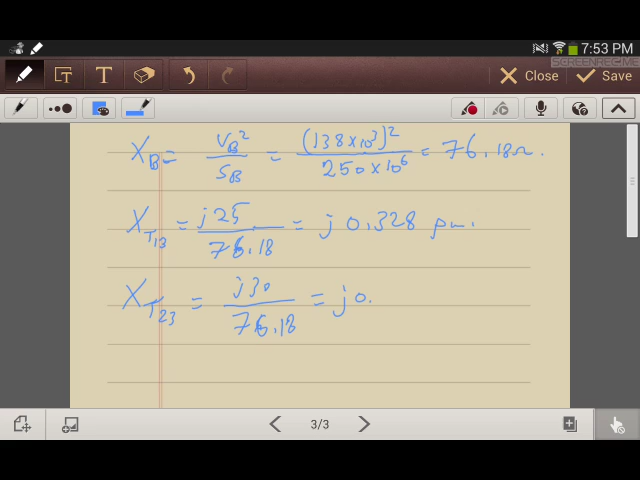 7:53 PM
SCREENREC.ME
T T Close Save
X_B = V_B² / S_B = (138×10³)² / 250×10⁶ = 76.18Ω.
X_T13 = j25 / 76.18 = j 0.328 pu.
X_T23 = j30 / 76.18 = j0.
3/3